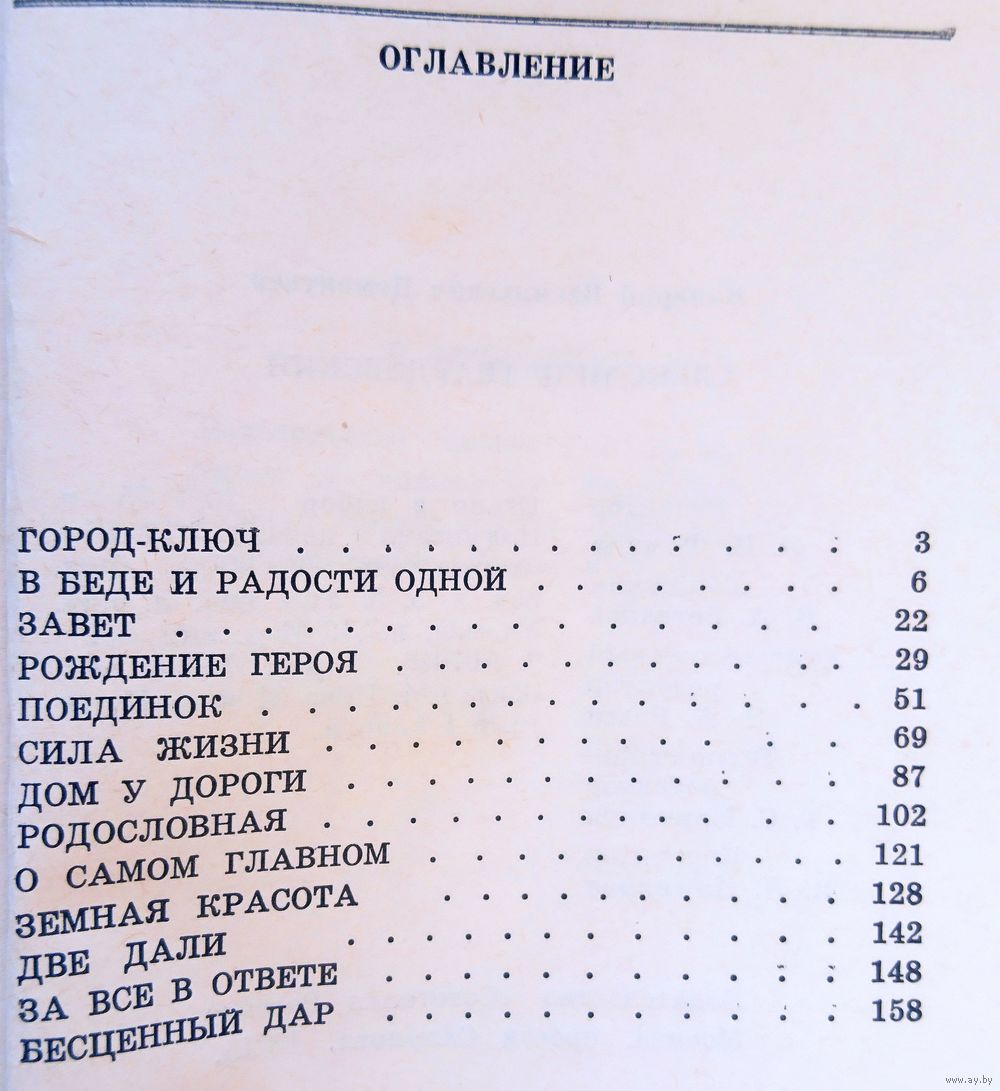 ОГЛАВЛЕНИЕ
ГОРОД-КЛЮЧ . . . . . . . . . . . . . 3
В БЕДЕ И РАДОСТИ ОДНОЙ . . . . . . . . 6
ЗАВЕТ . . . . . . . . . . . . . . . . 22
РОЖДЕНИЕ ГЕРОЯ . . . . . . . . . . . 29
ПОЕДИНОК . . . . . . . . . . . . . . . 51
СИЛА ЖИЗНИ . . . . . . . . . . . . . 69
ДОМ У ДОРОГИ . . . . . . . . . . . . 87
РОДОСЛОВНАЯ . . . . . . . . . . . . . 102
О САМОМ ГЛАВНОМ . . . . . . . . . . 121
ЗЕМНАЯ КРАСОТА . . . . . . . . . . 128
ДВЕ ДАЛИ . . . . . . . . . . . . . 142
ЗА ВСЕ В ОТВЕТЕ . . . . . . . . . . . 148
БЕСЦЕННЫЙ ДАР . . . . . . . . . . . 158
www.ay.by